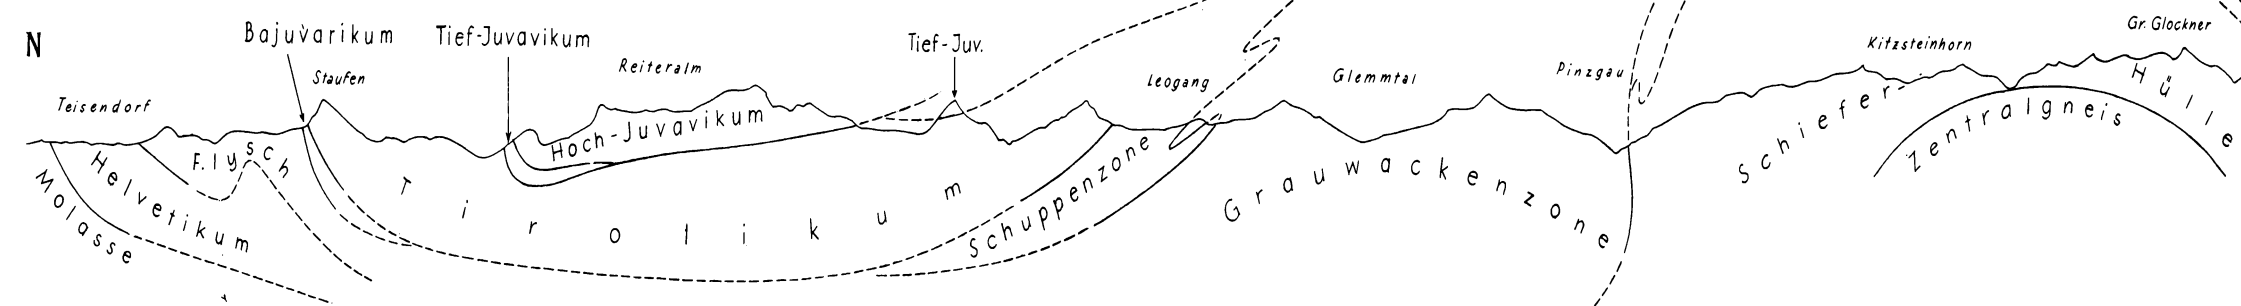 N
Bajuvarikum
Tief-Juvavikum
Tief-Juv.
Gr. Glockner
Kitzsteinhorn
Staufen
Reiteralm
Leogang
Glemmtal
Pinzgau
Teisendorf
Hoch-Juvavikum
Flysch
Helvetikum
Molasse
Tirolikum
Schuppenzone
Grauwackenzone
Schiefer-
Hülle
Zentralgneis